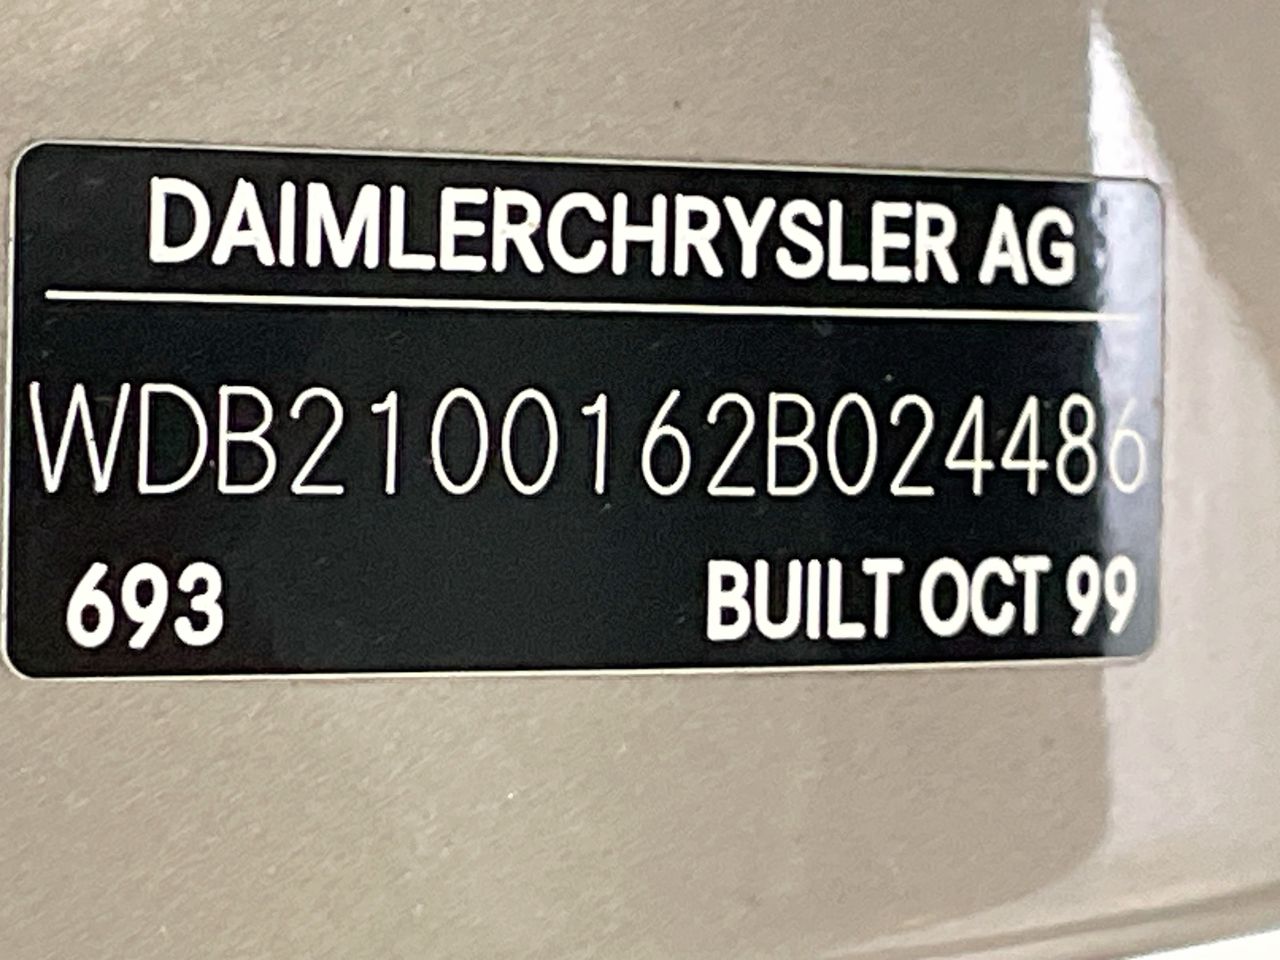 DAIMLERCHRYSLER AG
WDB2100162B024486
693 BUILT OCT 99